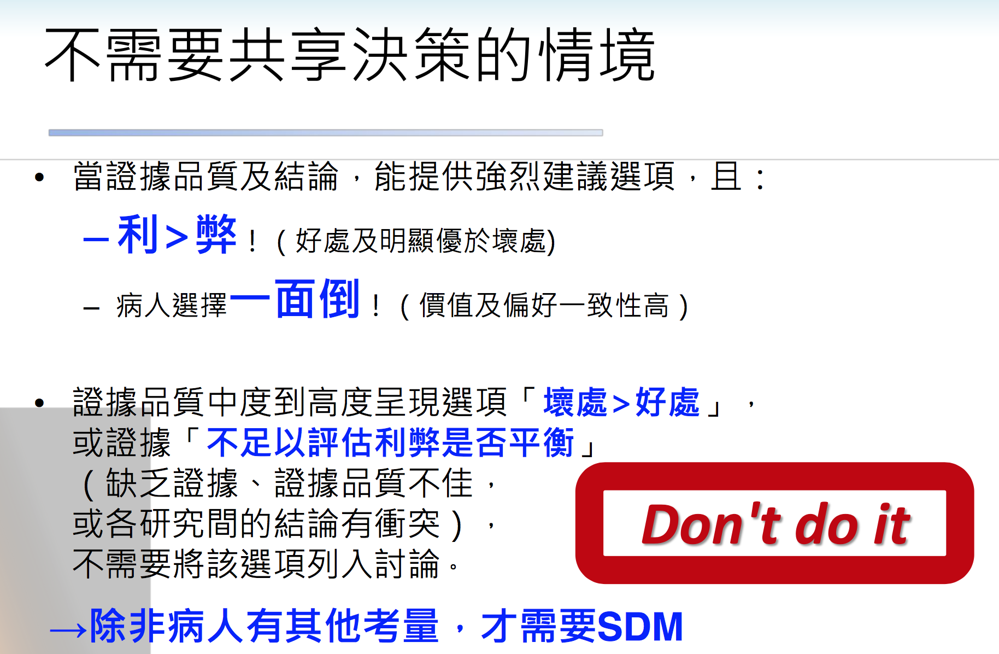 不需要共享決策的情境
• 當證據品質及結論，能提供強烈建議選項，且：
– 利>弊！(好處及明顯優於壞處)
– 病人選擇一面倒！(價值及偏好一致性高)
• 證據品質中度到高度呈現選項「壞處>好處」，
或證據「不足以評估利弊是否平衡」
(缺乏證據、證據品質不佳，
或各研究間的結論有衝突)，
不需要將該選項列入討論。
Don't do it
→除非病人有其他考量，才需要SDM